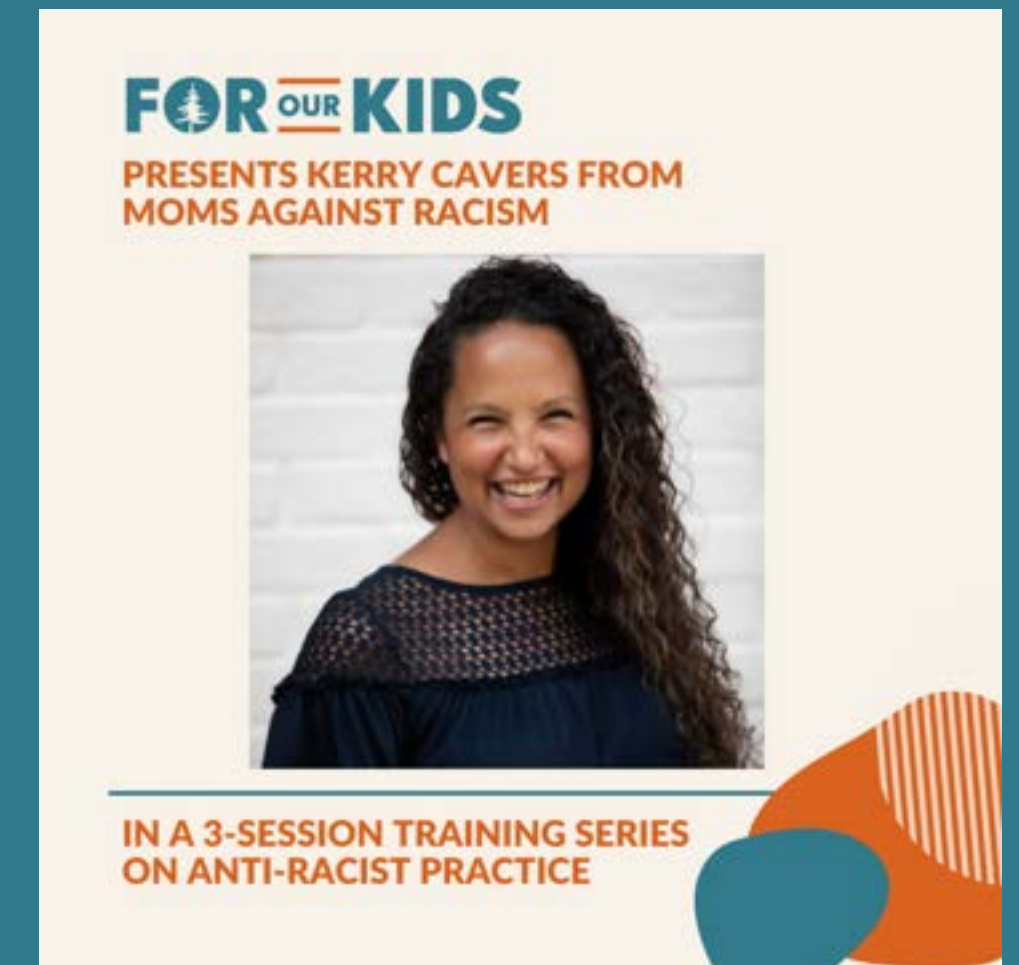 FOR OUR KIDS
PRESENTS KERRY CAVERS FROM
MOMS AGAINST RACISM
IN A 3-SESSION TRAINING SERIES
ON ANTI-RACIST PRACTICE